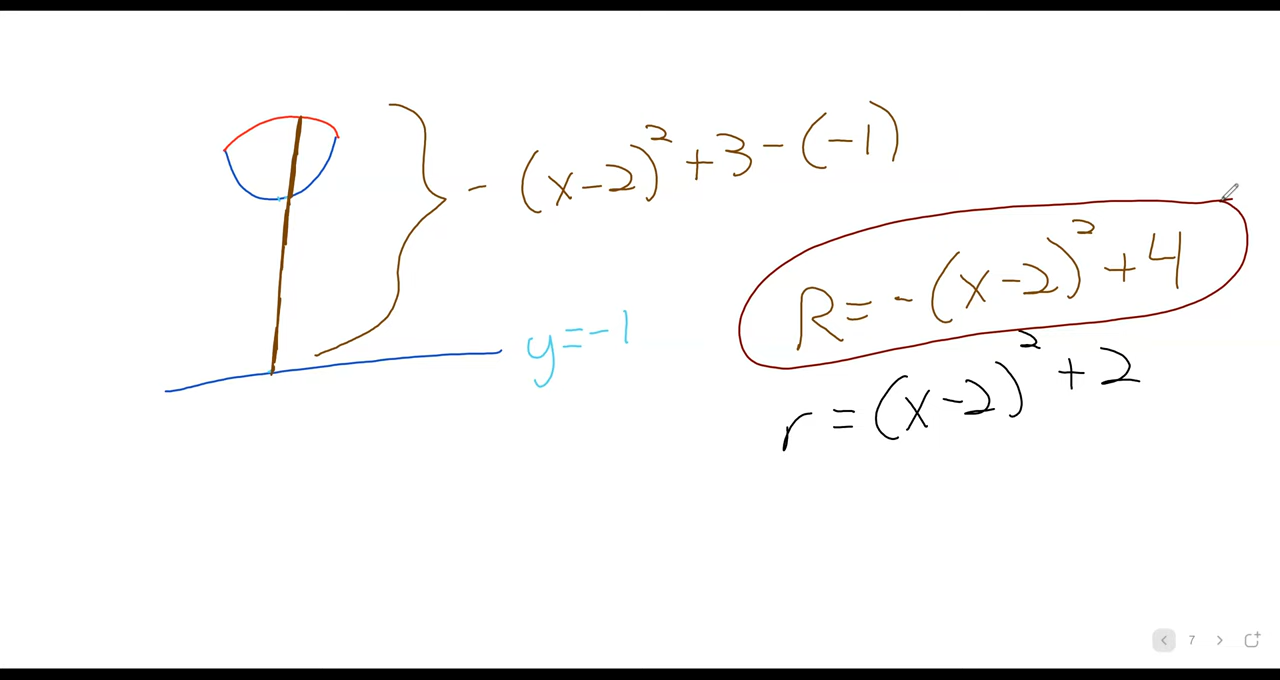 - (x-2)² + 3 - (-1)
R = - (x-2)² + 4
y = -1
r = (x-2)² + 2
7